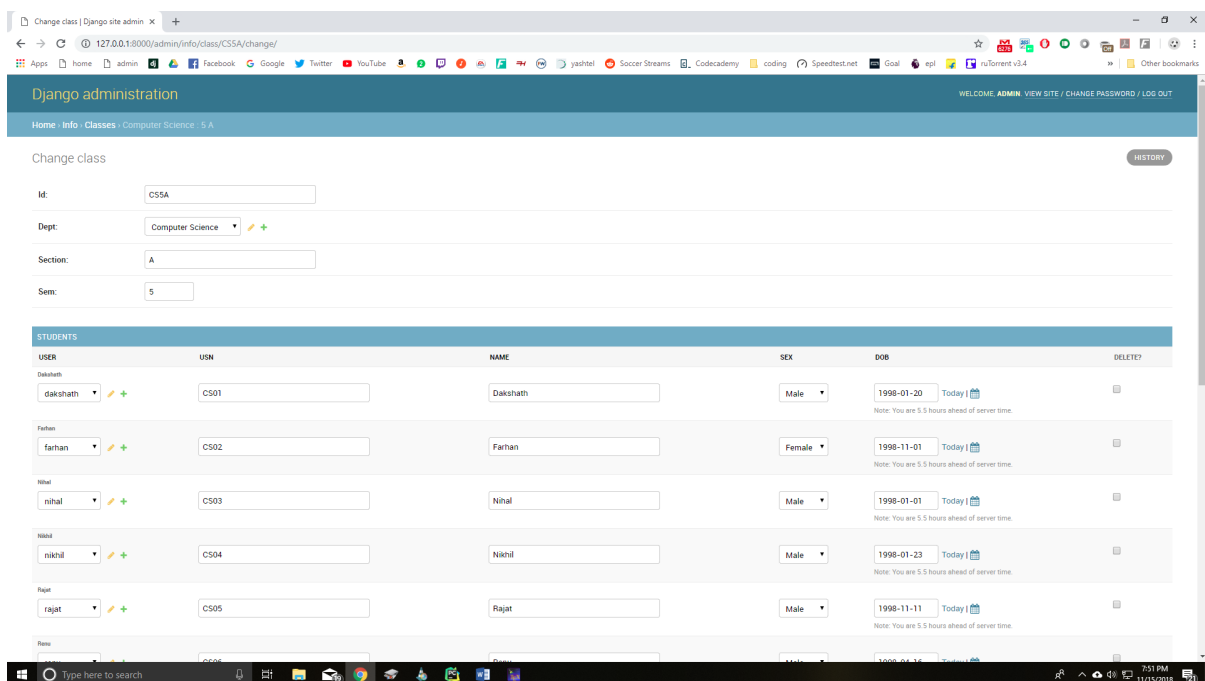 Change class | Django site admin
127.0.0.1:8000/admin/info/class/CS5A/change/
Apps home admin dj Facebook Google Twitter YouTube yashtel Soccer Streams Codecademy coding Speedtest.net Goal epl ruTorrent v3.4 » Other bookmarks
Django administration
WELCOME, ADMIN. VIEW SITE / CHANGE PASSWORD / LOG OUT
Home › Info › Classes › Computer Science : 5 A
Change class
HISTORY
Id: CS5A
Dept: Computer Science
Section: A
Sem: 5
STUDENTS
USER USN NAME SEX DOB DELETE?
Dakshath
dakshath CS01 Dakshath Male 1998-01-20 Today |
Note: You are 5.5 hours ahead of server time.
Farhan
farhan CS02 Farhan Female 1998-11-01 Today |
Note: You are 5.5 hours ahead of server time.
Nihal
nihal CS03 Nihal Male 1998-01-01 Today |
Note: You are 5.5 hours ahead of server time.
Nikhil
nikhil CS04 Nikhil Male 1998-01-23 Today |
Note: You are 5.5 hours ahead of server time.
Rajat
rajat CS05 Rajat Male 1998-11-11 Today |
Note: You are 5.5 hours ahead of server time.
Renu
Type here to search
7:51 PM
11/15/2018